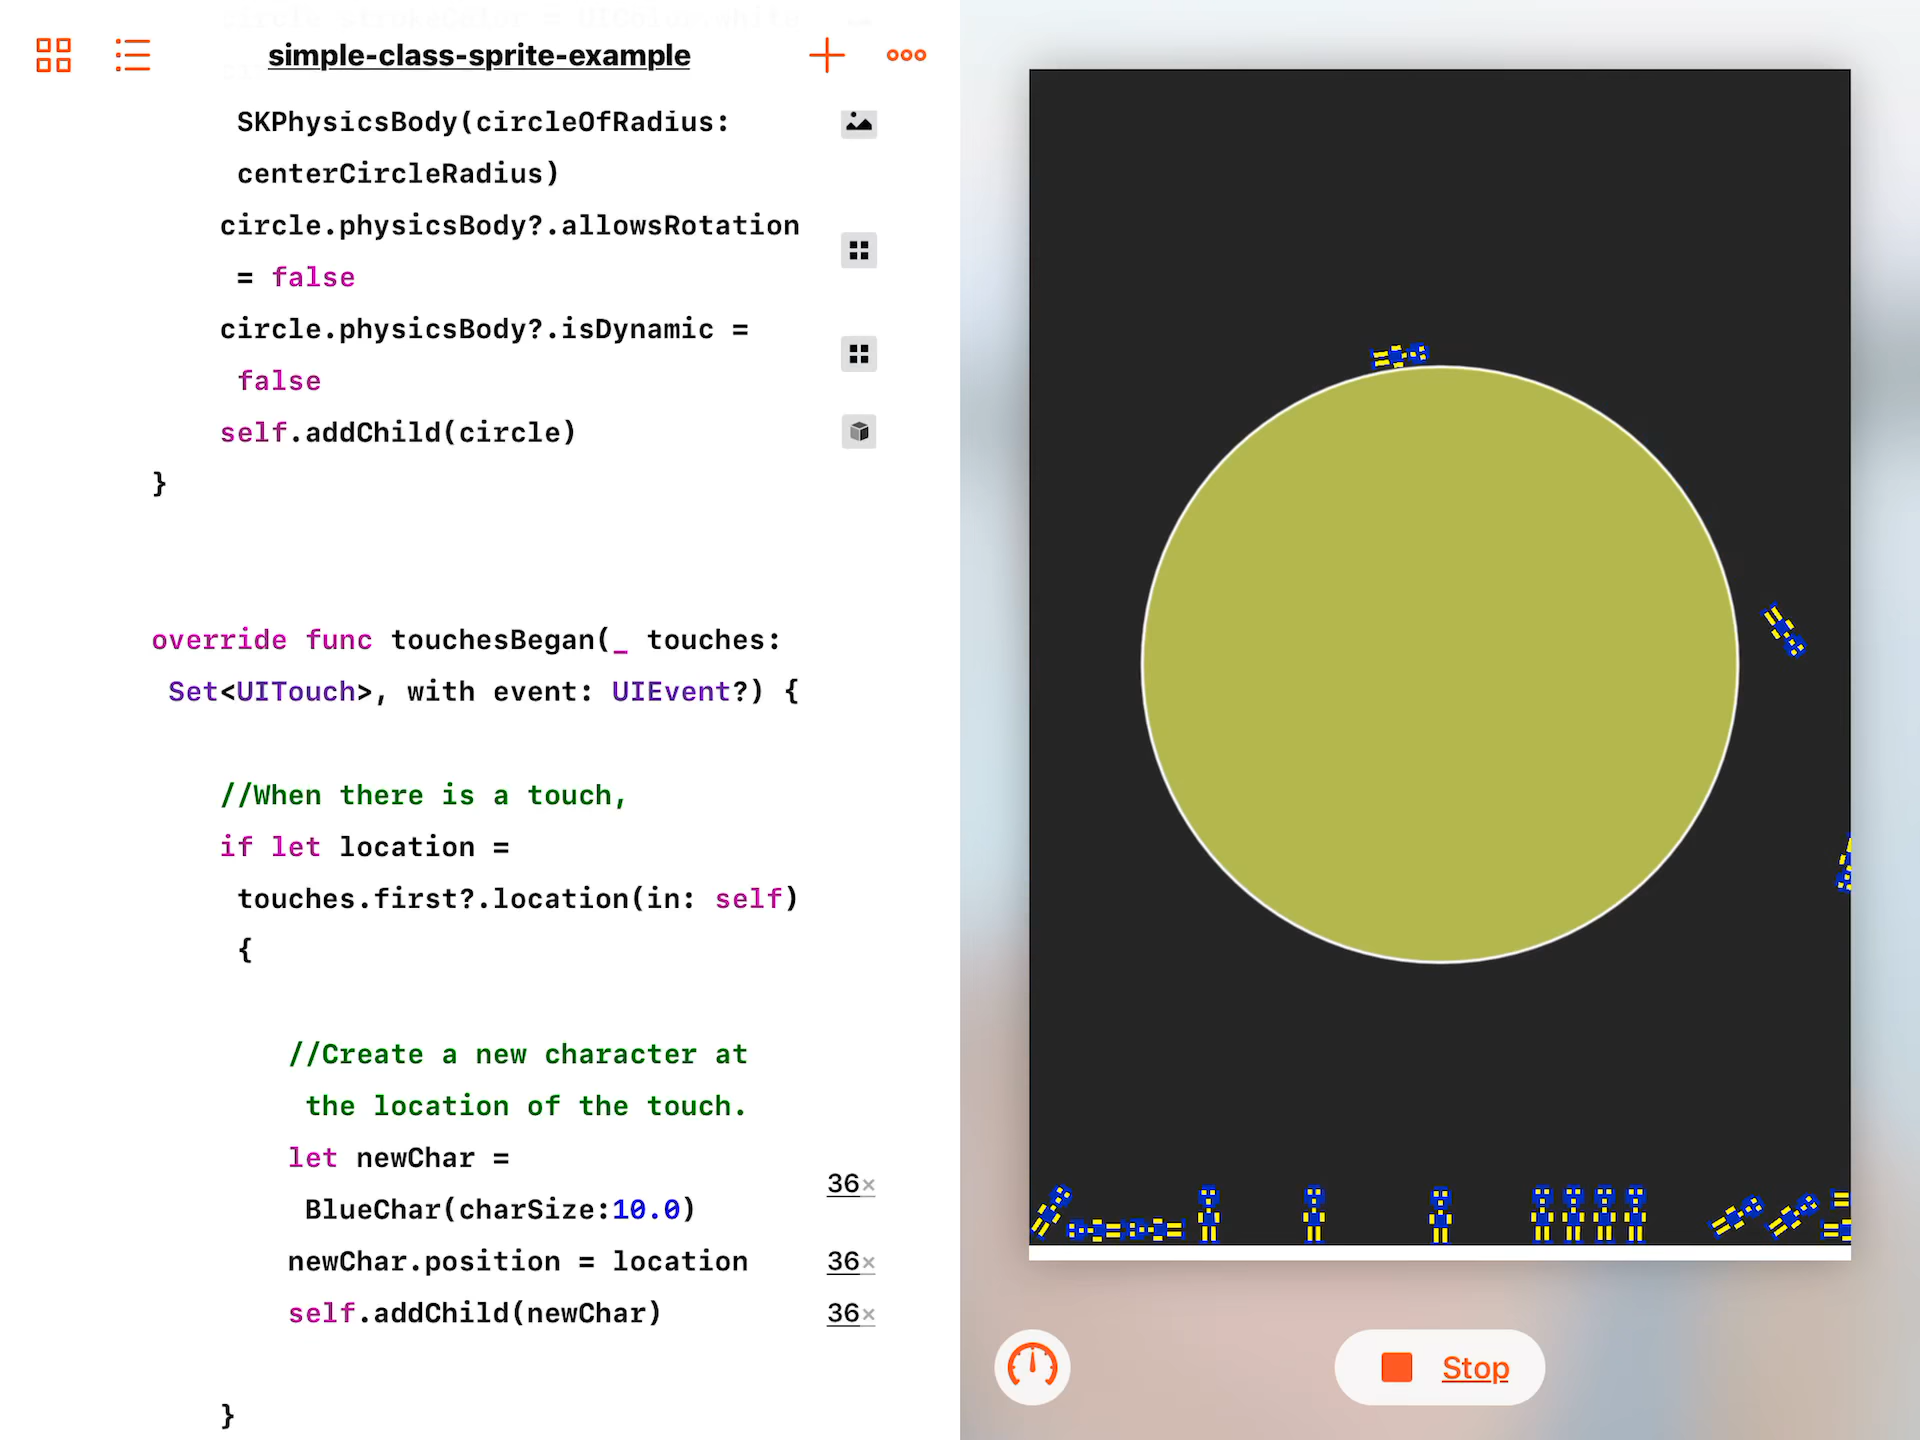 simple-class-sprite-example
SKPhysicsBody(circleOfRadius:
centerCircleRadius)
circle.physicsBody?.allowsRotation
= false
circle.physicsBody?.isDynamic =
false
self.addChild(circle)
}
override func touchesBegan(_ touches:
Set<UITouch>, with event: UIEvent?) {
//When there is a touch,
if let location =
touches.first?.location(in: self)
{
//Create a new character at
the location of the touch.
let newChar =
BlueChar(charSize:10.0)
36×
newChar.position = location
36×
self.addChild(newChar)
36×
}
Stop